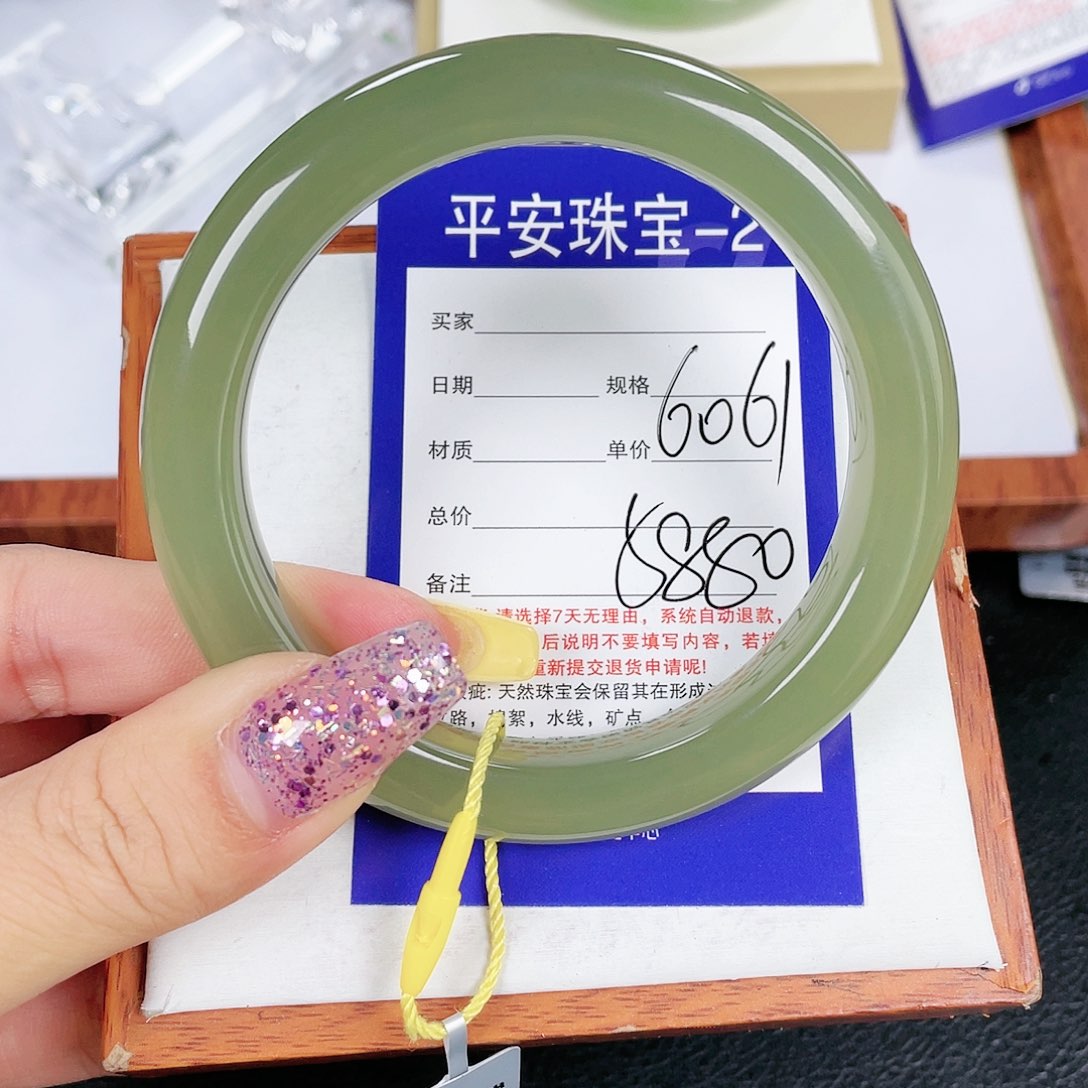 平安珠宝-2
买家
日期 规格
6061
材质 单价
总价
5880
备注
请选择7天无理由，系统自动退款，
后说明不要填写内容，若
重新提交退货申请呢!
疵: 天然珠宝会保留其在形成
路，棉絮，水线，矿点